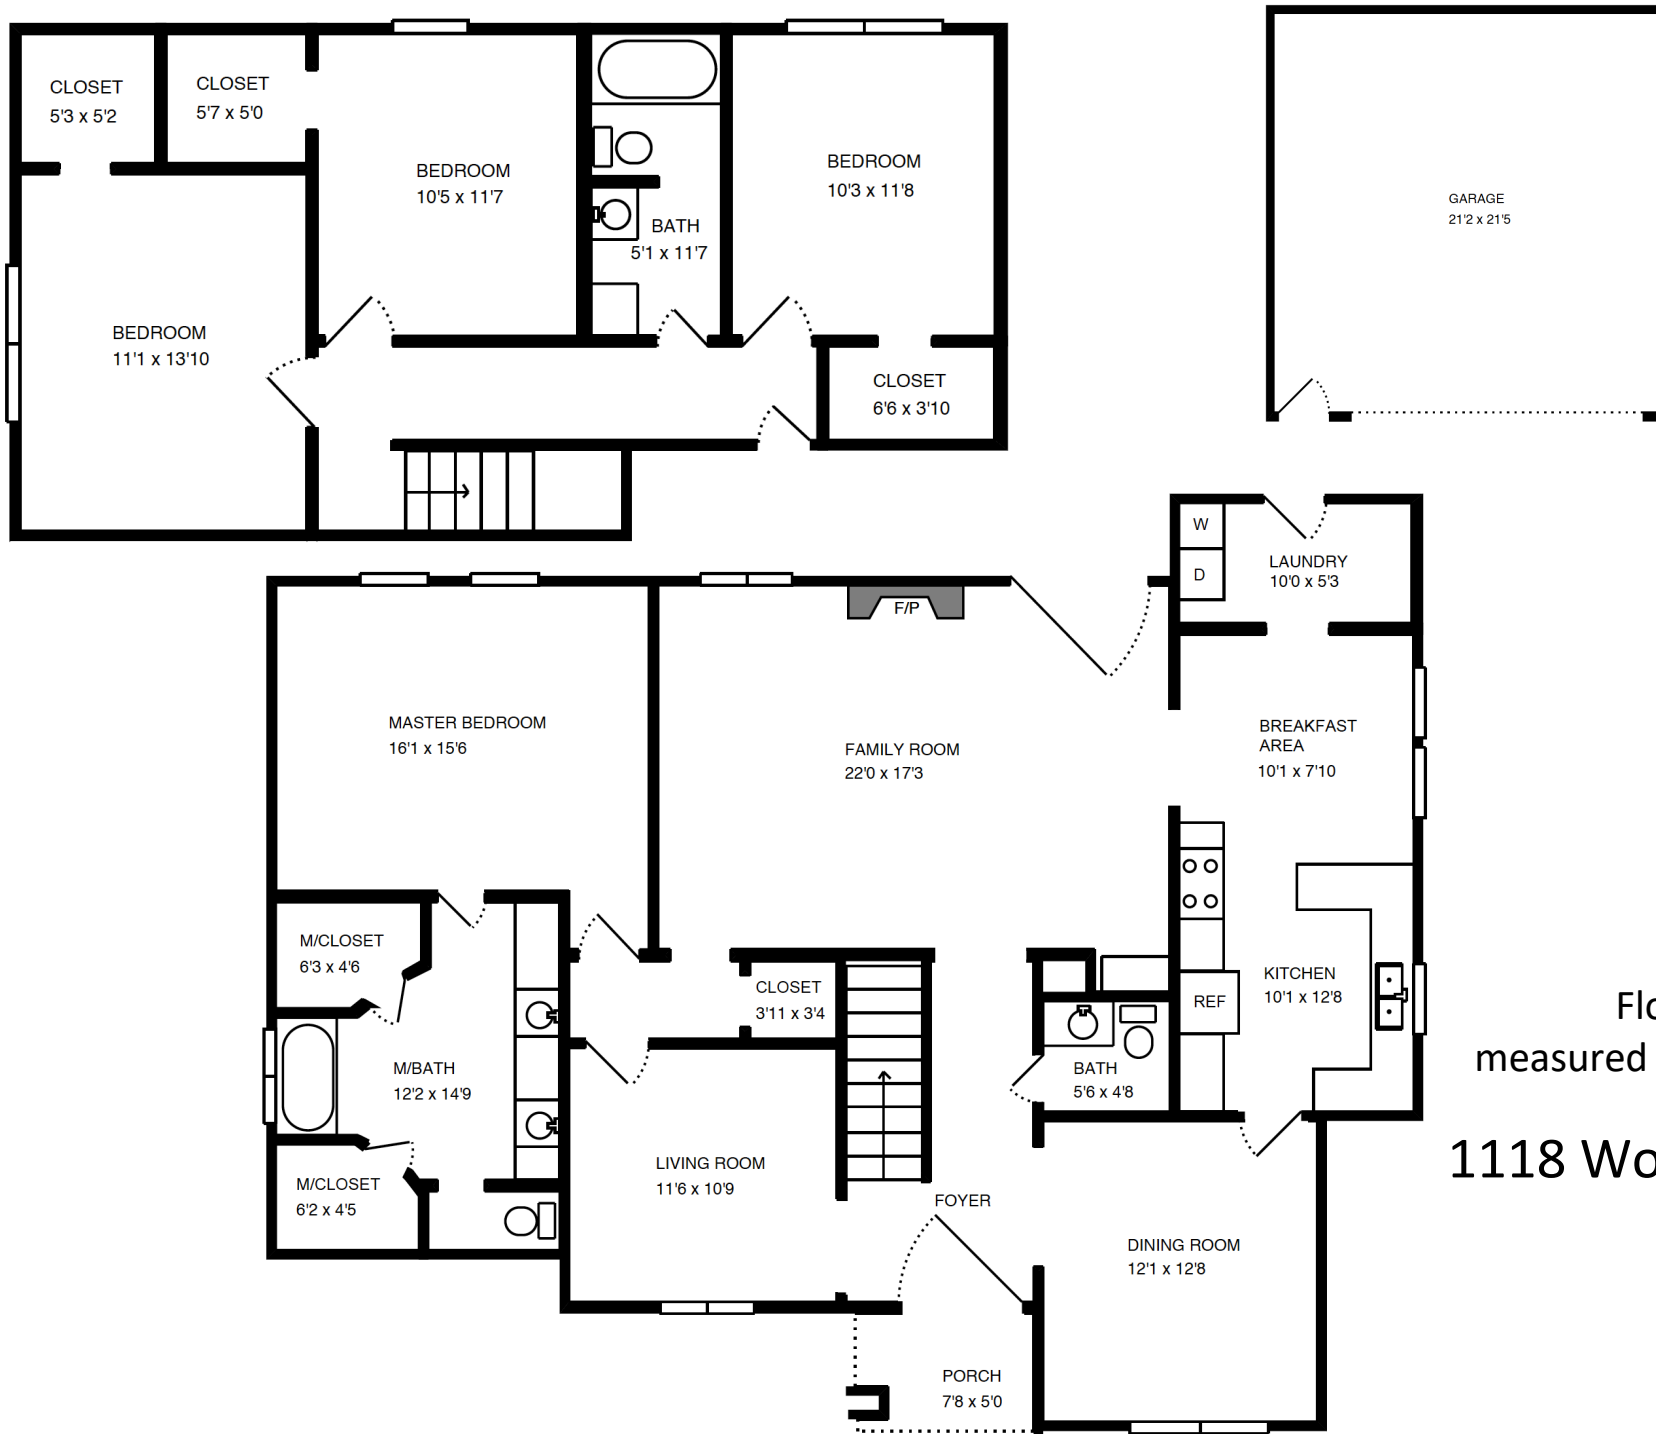 CLOSET
5'3 x 5'2
CLOSET
5'7 x 5'0
BEDROOM
10'5 x 11'7
BATH
5'1 x 11'7
BEDROOM
10'3 x 11'8
BEDROOM
11'1 x 13'10
CLOSET
6'6 x 3'10
GARAGE
21'2 x 21'5
W
D
LAUNDRY
10'0 x 5'3
F/P
MASTER BEDROOM
16'1 x 15'6
FAMILY ROOM
22'0 x 17'3
BREAKFAST
AREA
10'1 x 7'10
M/CLOSET
6'3 x 4'6
CLOSET
3'11 x 3'4
REF
KITCHEN
10'1 x 12'8
M/BATH
12'2 x 14'9
BATH
5'6 x 4'8
LIVING ROOM
11'6 x 10'9
M/CLOSET
6'2 x 4'5
FOYER
DINING ROOM
12'1 x 12'8
PORCH
7'8 x 5'0
Flo
measured
1118 Wo